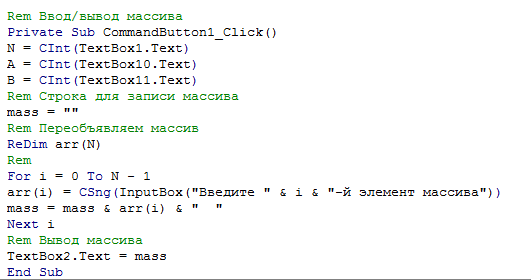 Rem Ввод/вывод массива
Private Sub CommandButton1_Click()
N = CInt(TextBox1.Text)
A = CInt(TextBox10.Text)
B = CInt(TextBox11.Text)
Rem Строка для записи массива
mass = ""
Rem Переобъявляем массив
ReDim arr(N)
Rem
For i = 0 To N - 1
arr(i) = CSng(InputBox("Введите " & i & "-й элемент массива"))
mass = mass & arr(i) & "  "
Next i
Rem Вывод массива
TextBox2.Text = mass
End Sub